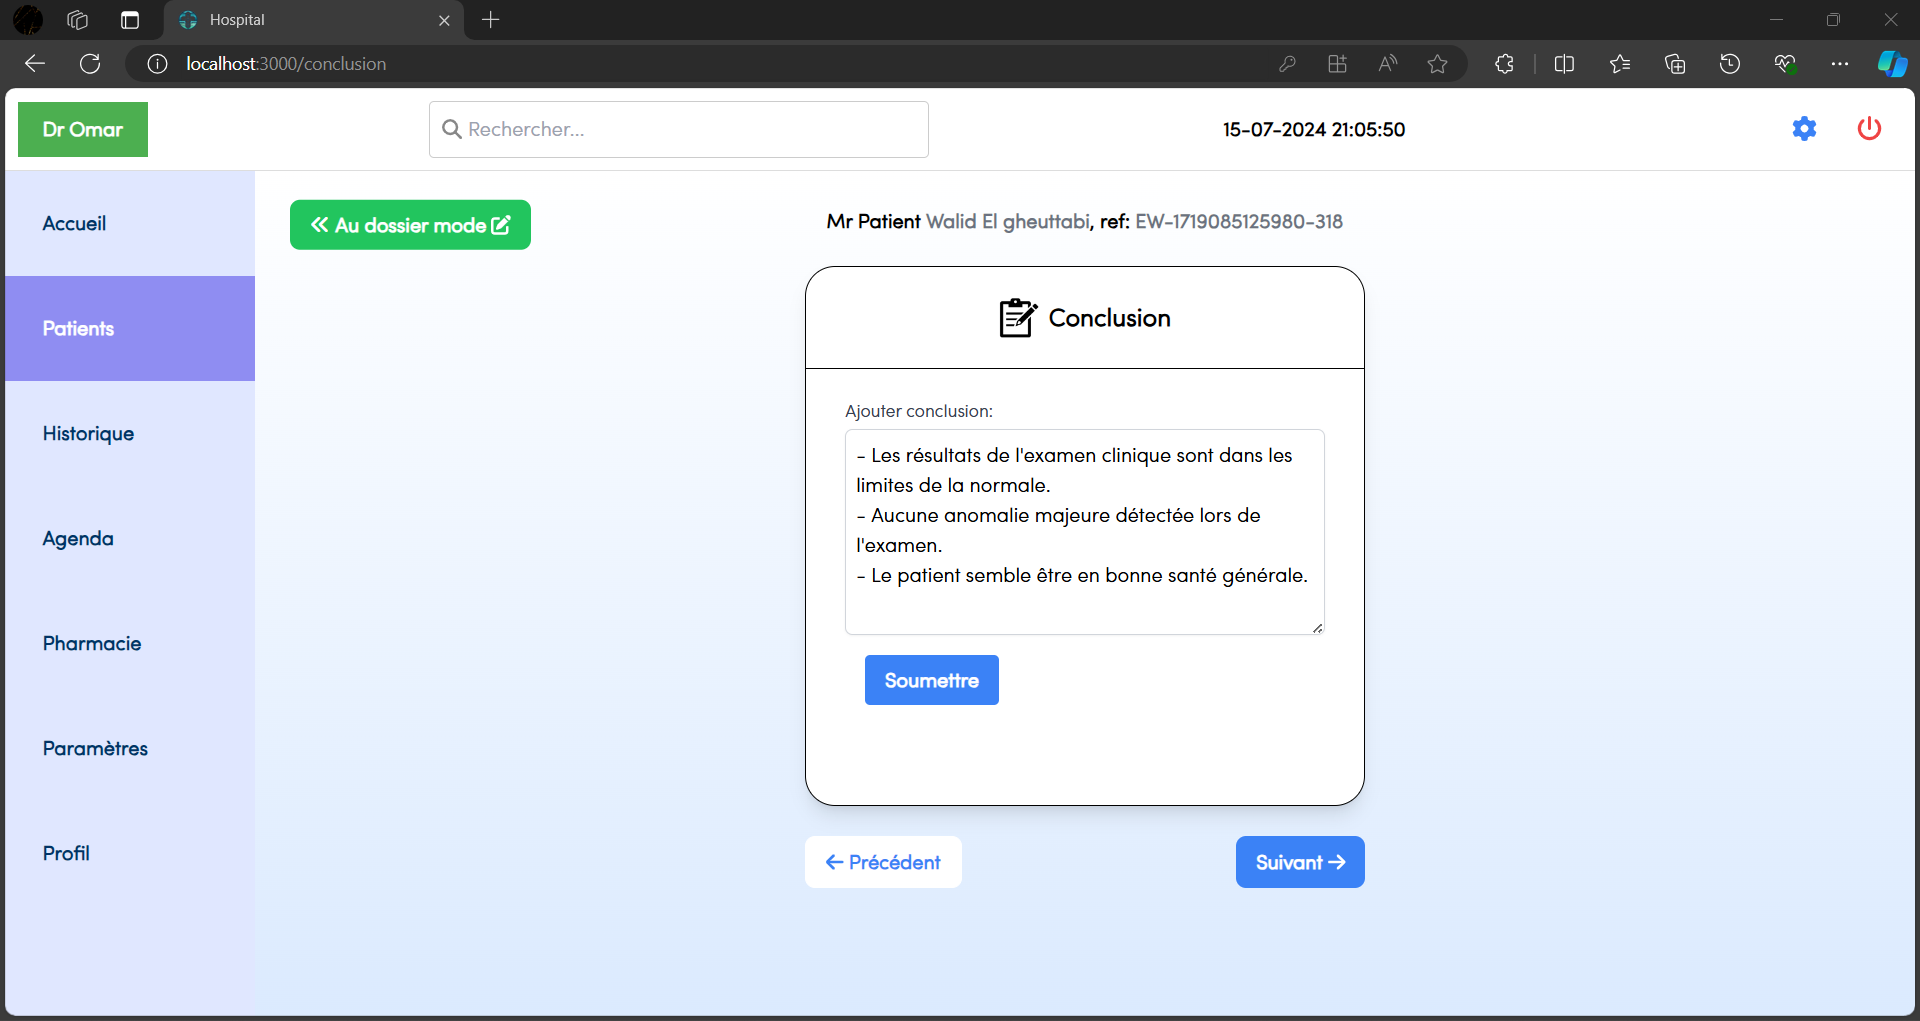 Hospital
localhost:3000/conclusion
Dr Omar
Rechercher...
15-07-2024 21:05:50
Accueil
Patients
Historique
Agenda
Pharmacie
Paramètres
Profil
Au dossier mode
Mr Patient Walid El gheuttabi, ref: EW-1719085125980-318
Conclusion
Ajouter conclusion:
- Les résultats de l'examen clinique sont dans les
limites de la normale.
- Aucune anomalie majeure détectée lors de
l'examen.
- Le patient semble être en bonne santé générale.
Soumettre
Précédent
Suivant